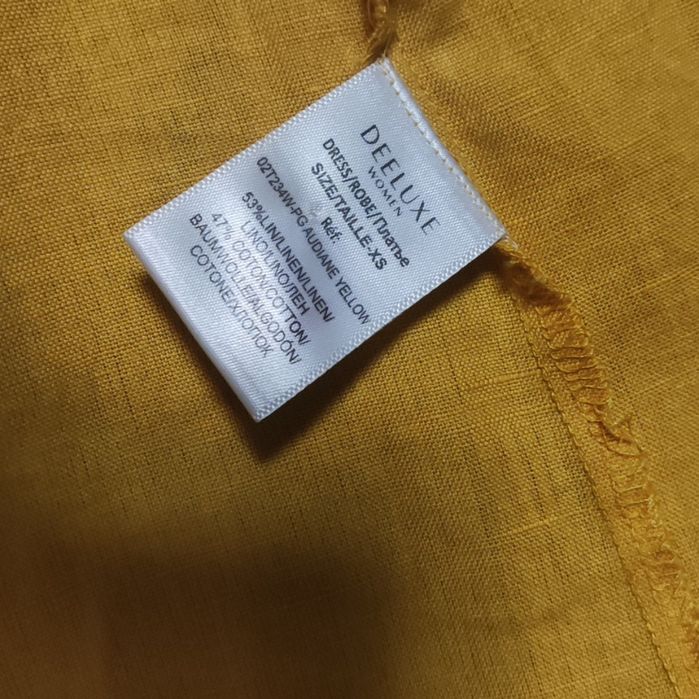 DEELUXE
WOMEN
DRESS/ROBE/Платье
SIZE/TAILLE-XS
Réf:
02T234W-PG AUDIANE YELLOW
53%LIN/LINEN/LINEN/
LINO/LINO/ЛЕН
47% COTON/COTTON/
BAUMWOLLE/ALGODÓN/
COTONE/ХЛОПОК